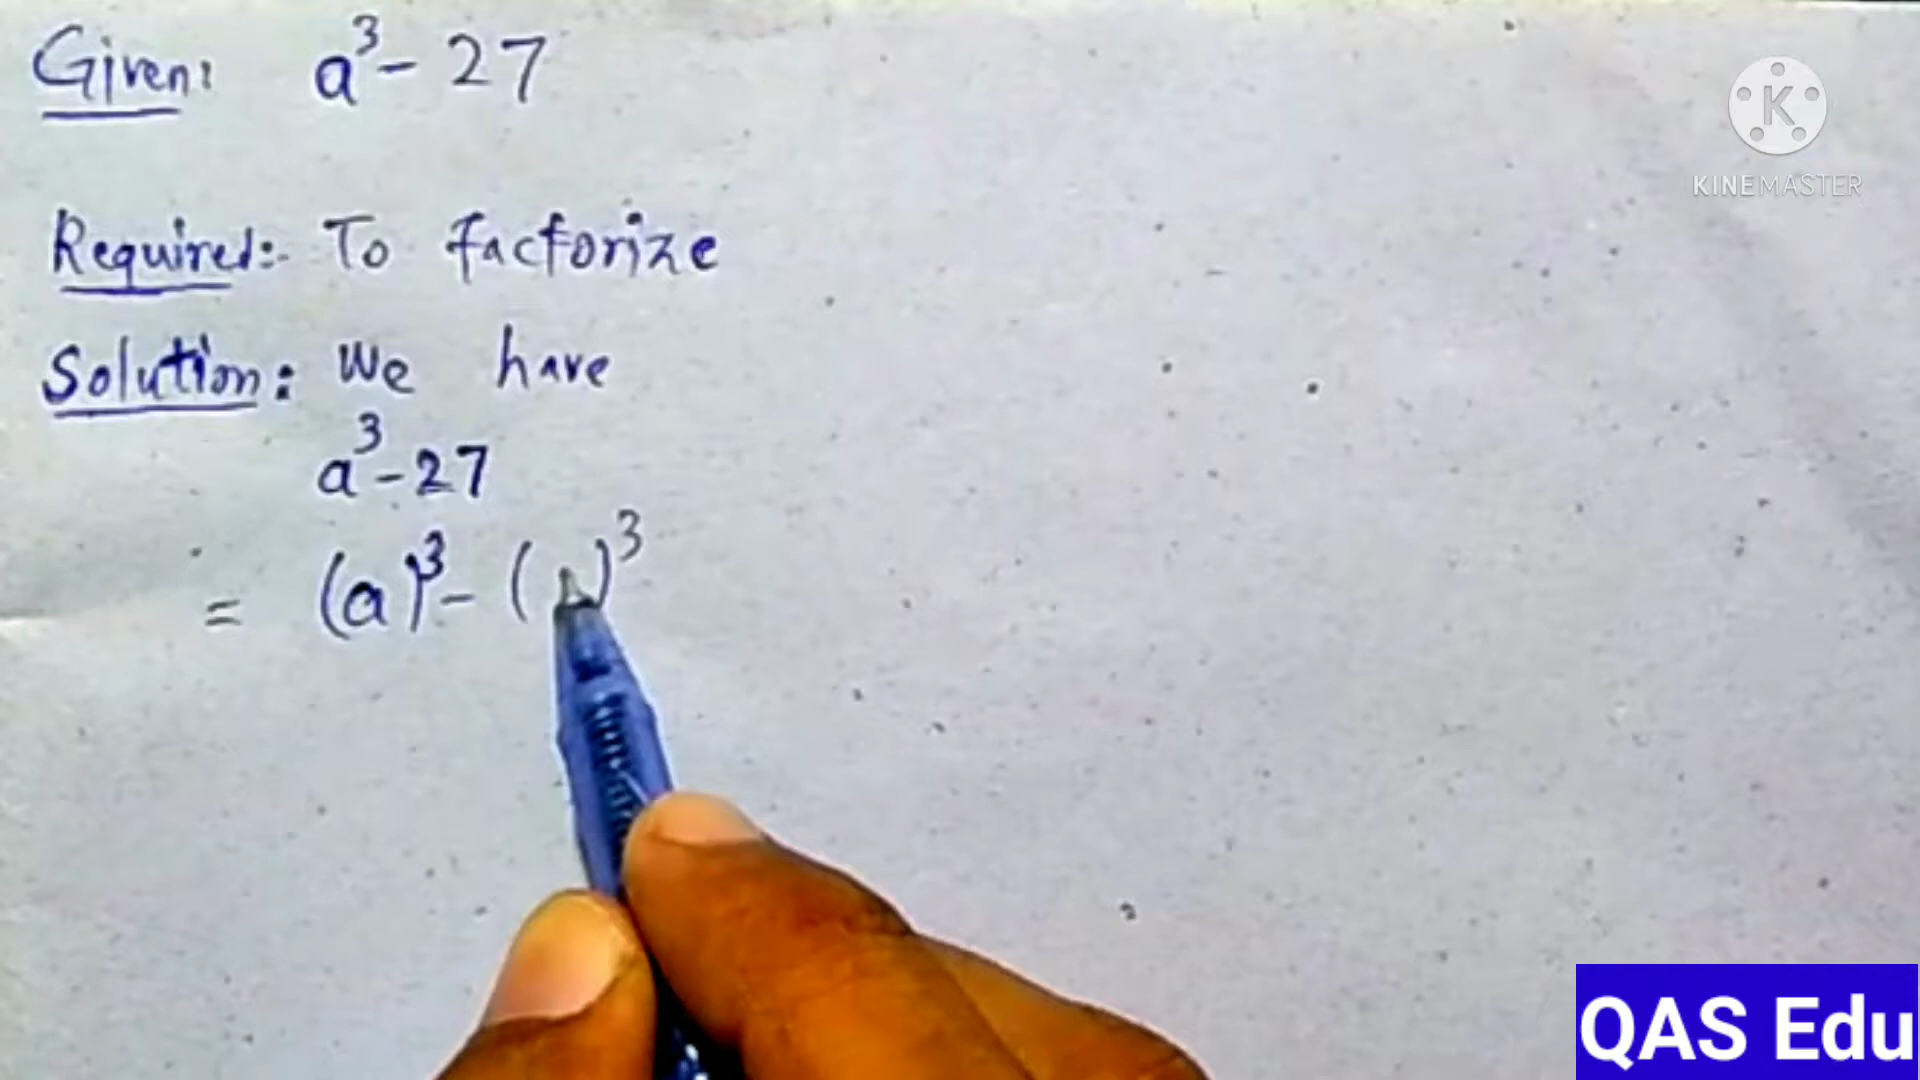 Given: a³ - 27
K
KINEMASTER
Required:- To factorize
Solution: We have
a³ - 27
= (a)³ - ( )³
QAS Edu